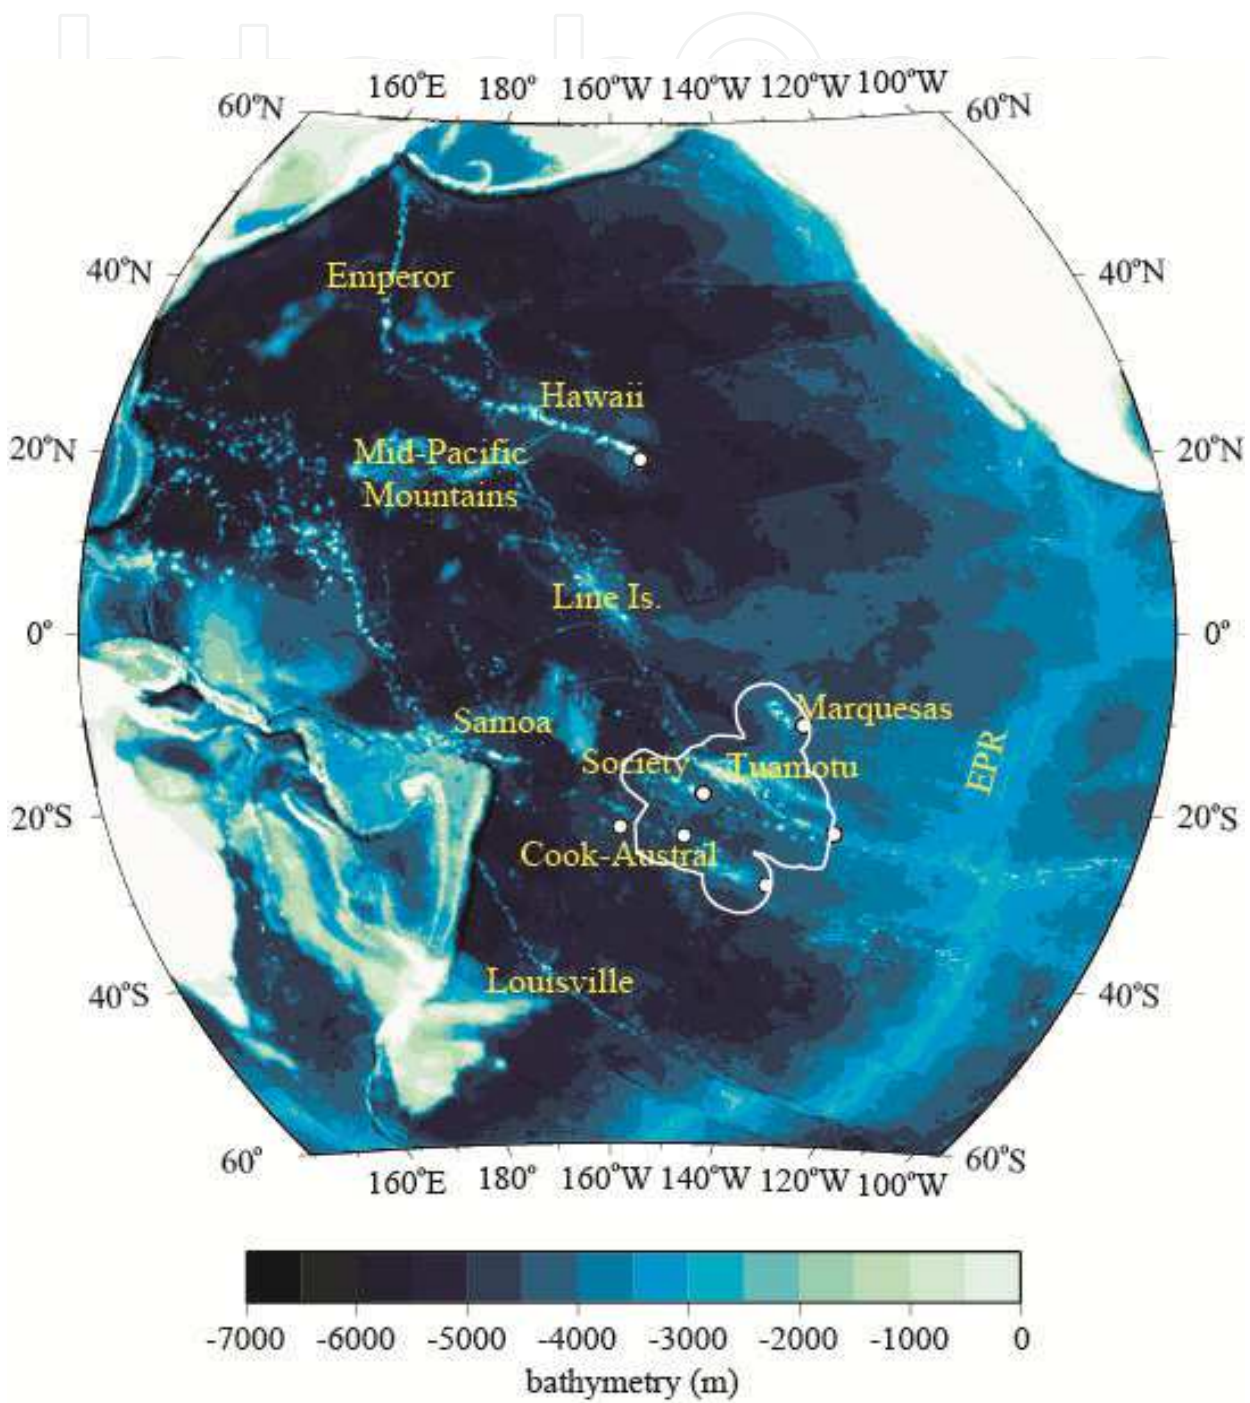 160°E 180° 160°W 140°W 120°W 100°W
60°N 60°N
40°N 40°N
Emperor
Hawaii
20°N 20°N
Mid-Pacific
Mountains
Line Is.
0° 0°
Marquesas
Samoa
EPR
Society Tuamotu
20°S 20°S
Cook-Austral
Louisville
40°S 40°S
60° 60°S
160°E 180° 160°W 140°W 120°W 100°W
-7000 -6000 -5000 -4000 -3000 -2000 -1000 0
bathymetry (m)